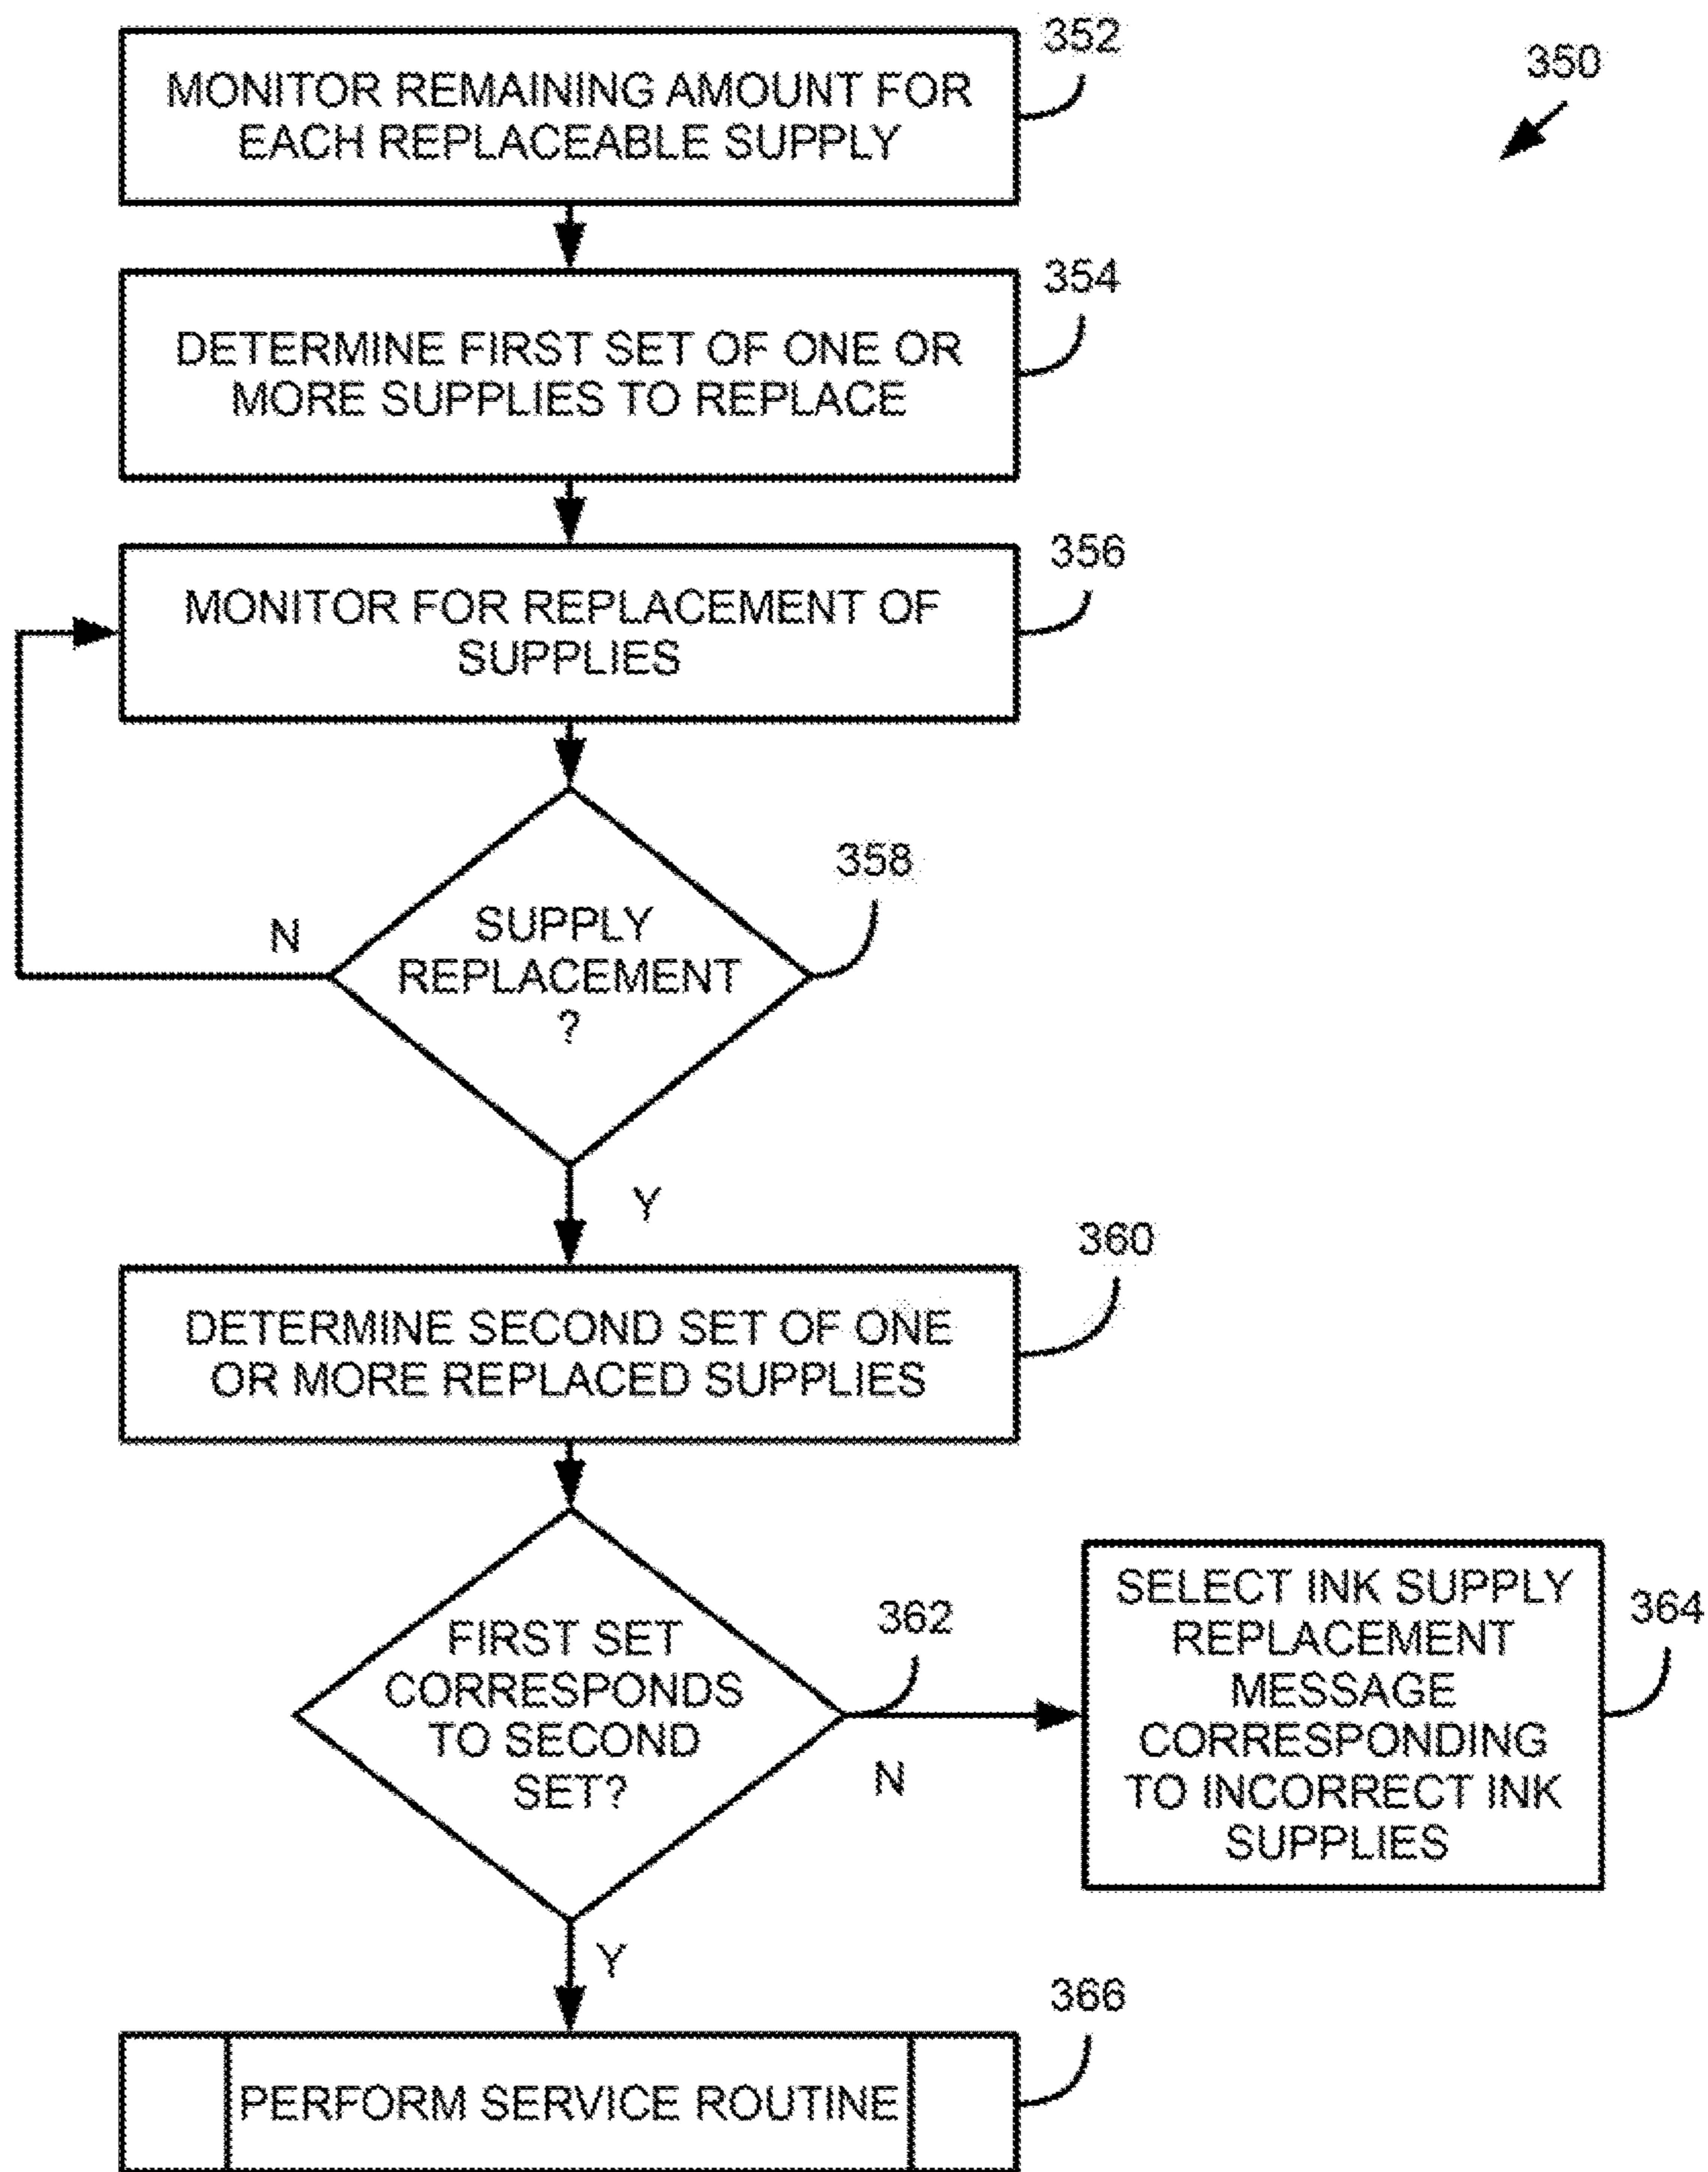 352
350
MONITOR REMAINING AMOUNT FOR
EACH REPLACEABLE SUPPLY
354
DETERMINE FIRST SET OF ONE OR
MORE SUPPLIES TO REPLACE
356
MONITOR FOR REPLACEMENT OF
SUPPLIES
358
SUPPLY
REPLACEMENT
?
N
Y
360
DETERMINE SECOND SET OF ONE
OR MORE REPLACED SUPPLIES
362
FIRST SET
CORRESPONDS
TO SECOND
SET?
N
SELECT INK SUPPLY
REPLACEMENT
MESSAGE
CORRESPONDING
TO INCORRECT INK
SUPPLIES
364
Y
366
PERFORM SERVICE ROUTINE